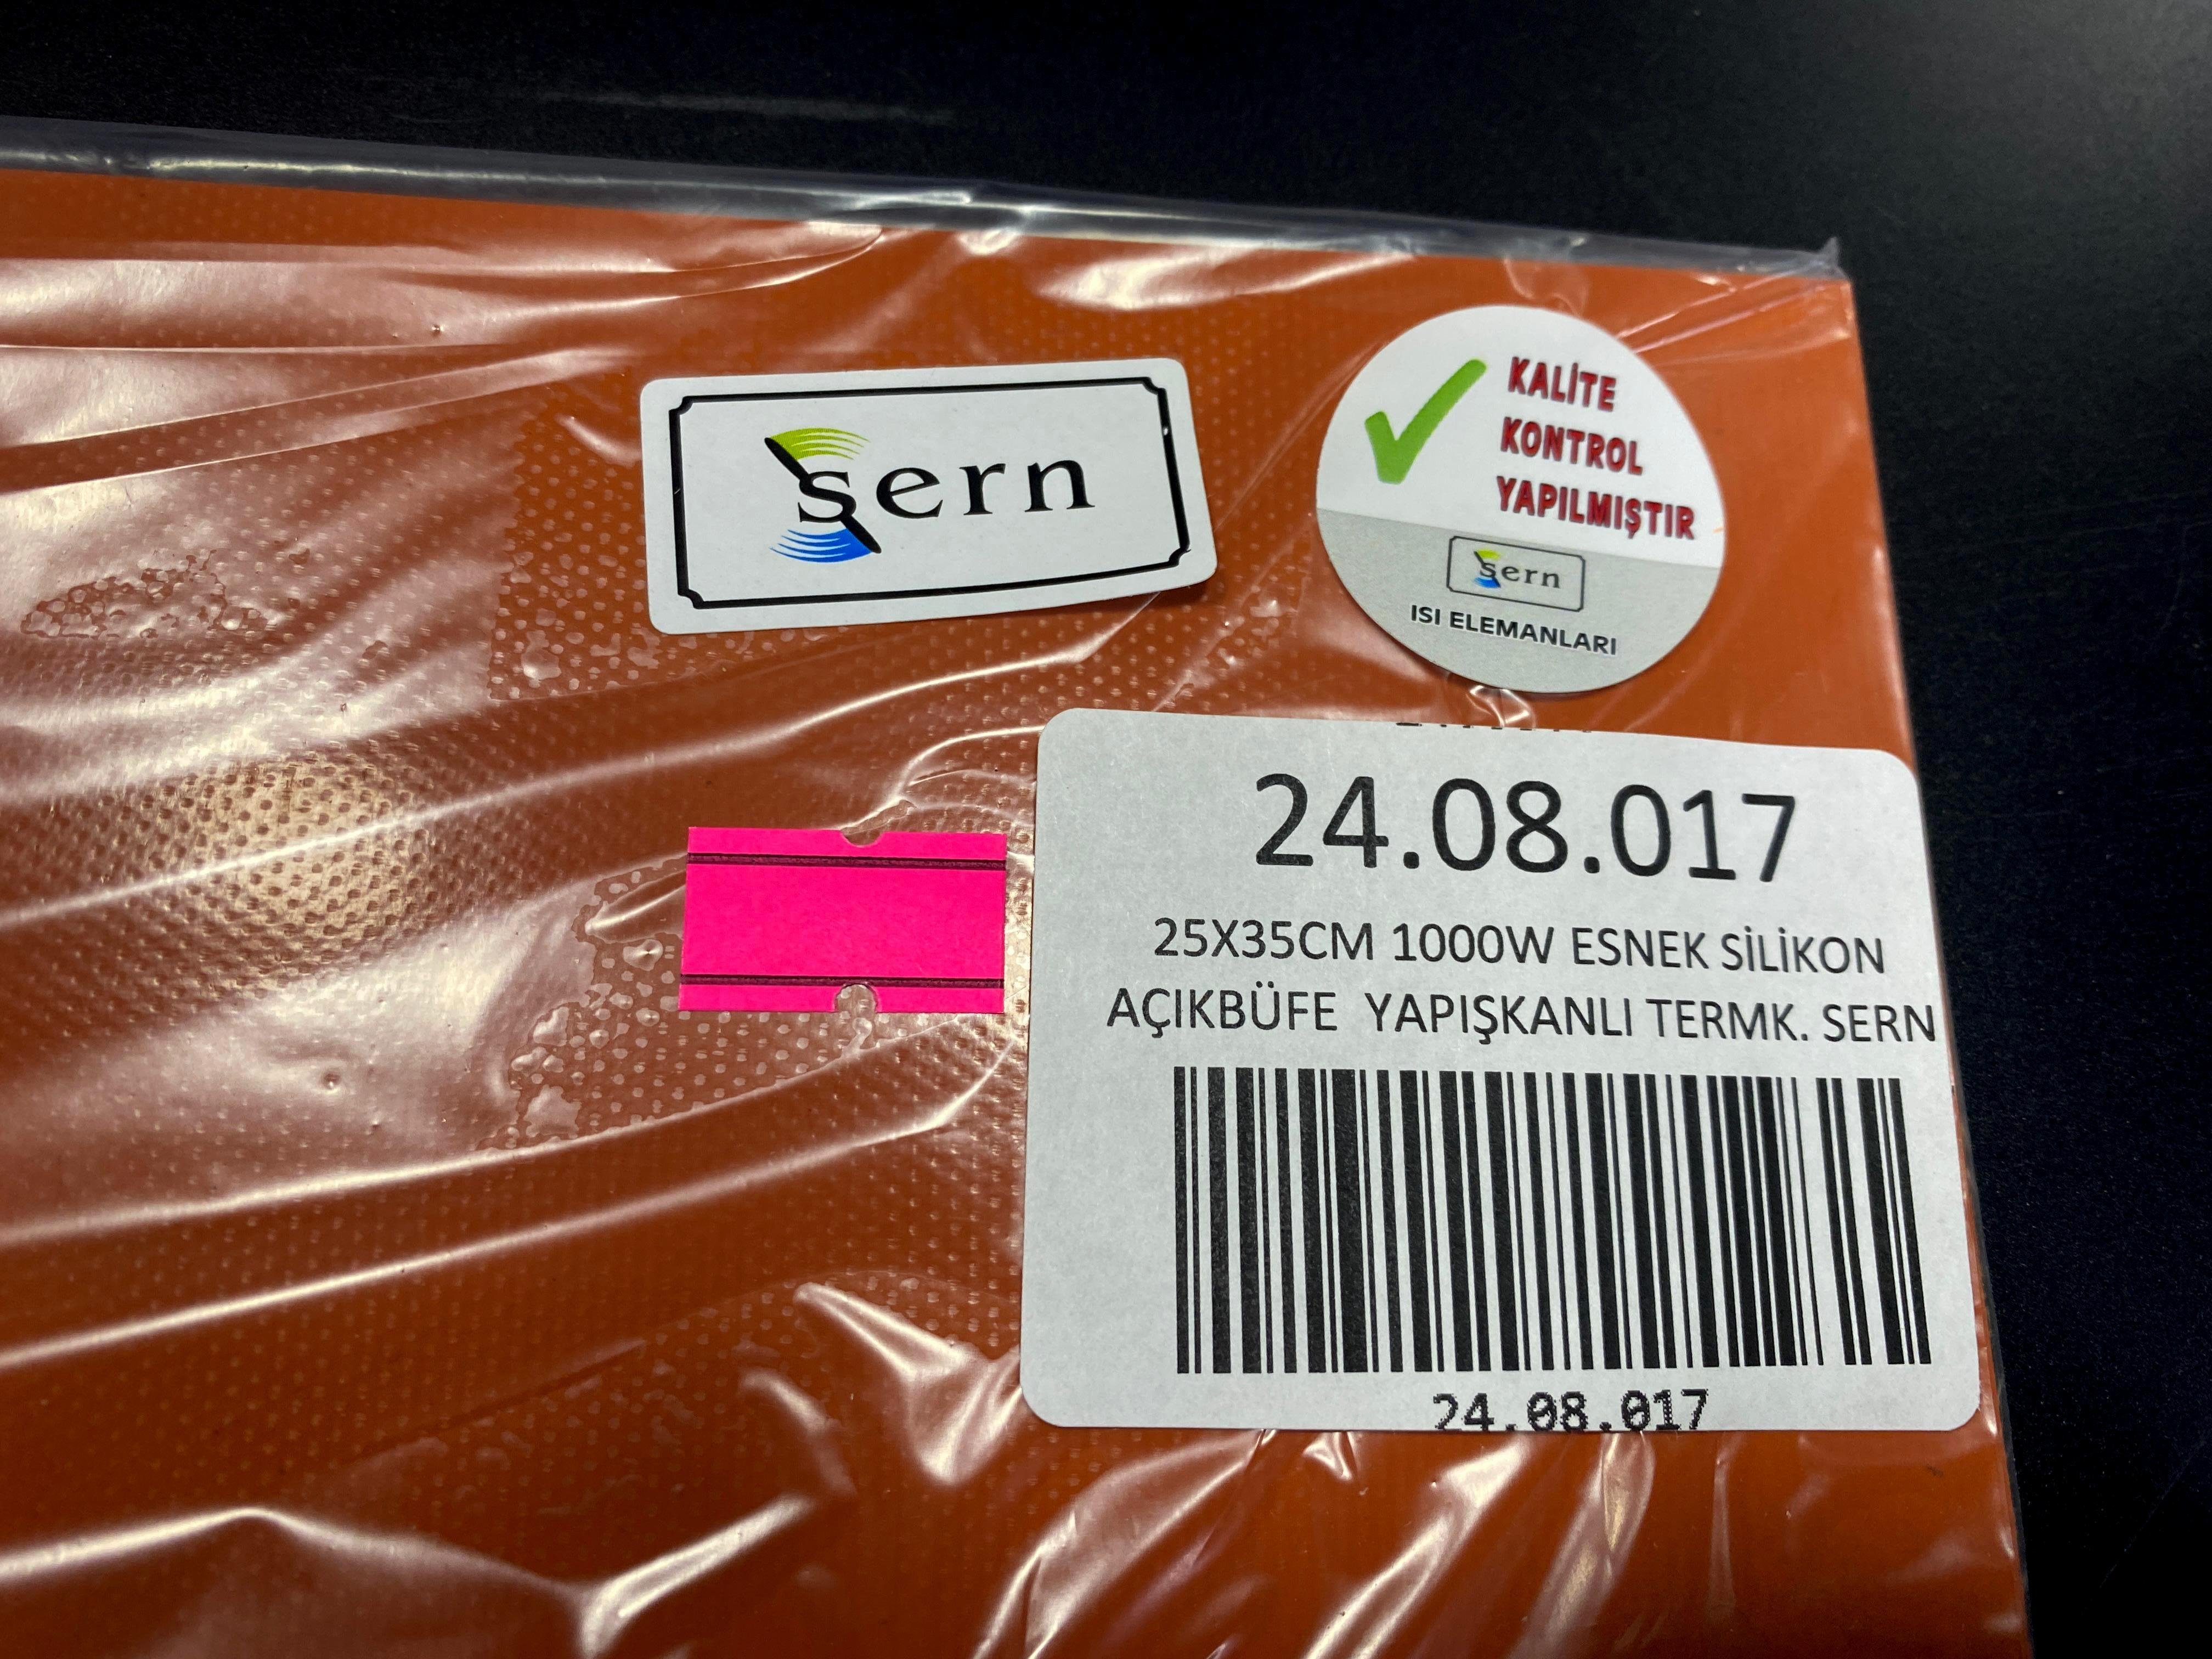 sern
KALİTE
KONTROL
YAPILMIŞTIR
sern
ISI ELEMANLARI
24.08.017
25X35CM 1000W ESNEK SİLİKON
AÇIKBÜFE YAPIŞKANLI TERMK. SERN
24.08.017